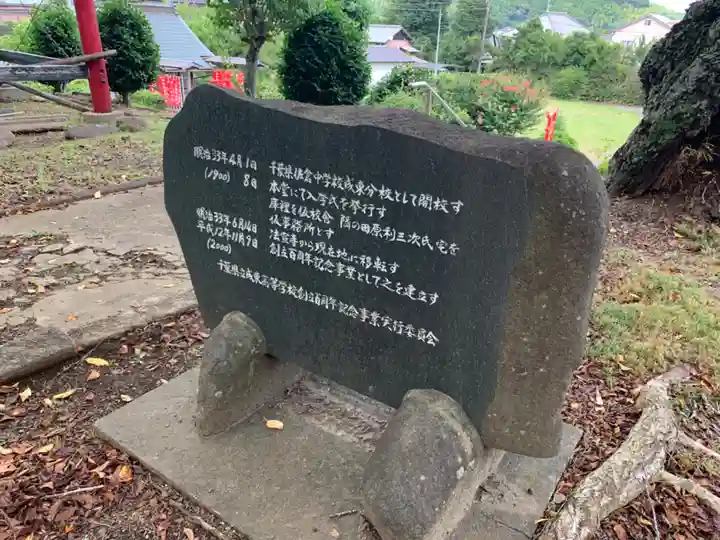 明治33年4月1日 千葉県佐倉中学校成東分校として開校す
(1900) 8日 本堂にて入学式を挙行す
庫裡を仮校舎 隣の田原利三次氏宅を
仮事務所とす
明治33年6月14日 法宣寺から現在地に移転す
平成12年11月9日 創立百周年記念事業として之を建立す
(2000)
千葉県立成東高等学校創立百周年記念事業実行委員会